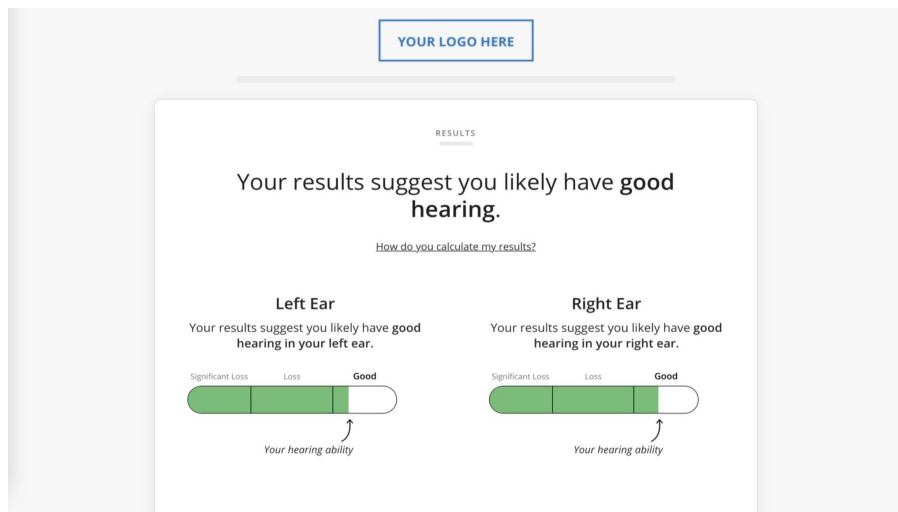 YOUR LOGO HERE
RESULTS
Your results suggest you likely have good
hearing.
How do you calculate my results?
Left Ear
Your results suggest you likely have good
hearing in your left ear.
Significant Loss Loss Good
Your hearing ability
Right Ear
Your results suggest you likely have good
hearing in your right ear.
Significant Loss Loss Good
Your hearing ability